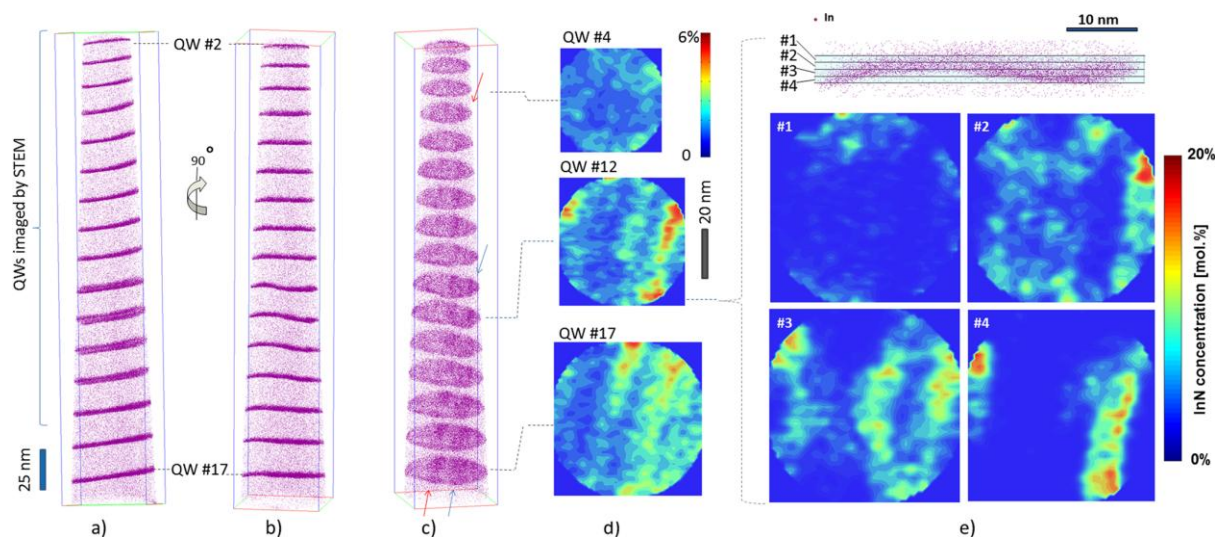 QW #2
QWs imaged by STEM
90 o
25 nm
QW #17
a)
b)
c)
QW #4
6%
0
QW #12
20 nm
QW #17
d)
In
10 nm
#1
#2
#3
#4
#1
#2
#3
#4
20%
InN concentration [mol.%]
0%
e)